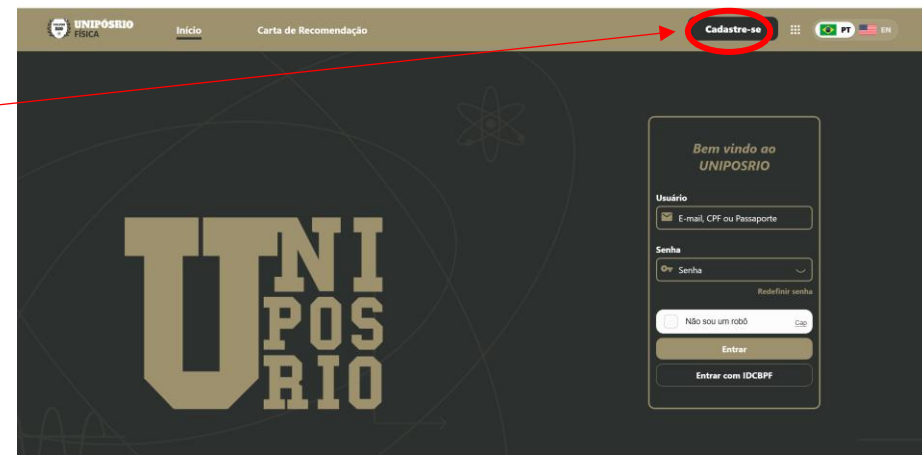 UNIPÓSRIO
FÍSICA
Início
Carta de Recomendação
Cadastre-se
PT
EN
Bem vindo ao
UNIPOSRIO
Usuário
E-mail, CPF ou Passaporte
Senha
Senha
Redefinir senha
Não sou um robô
Cap
Entrar
Entrar com IDCBPF
UNI
POS
RIO